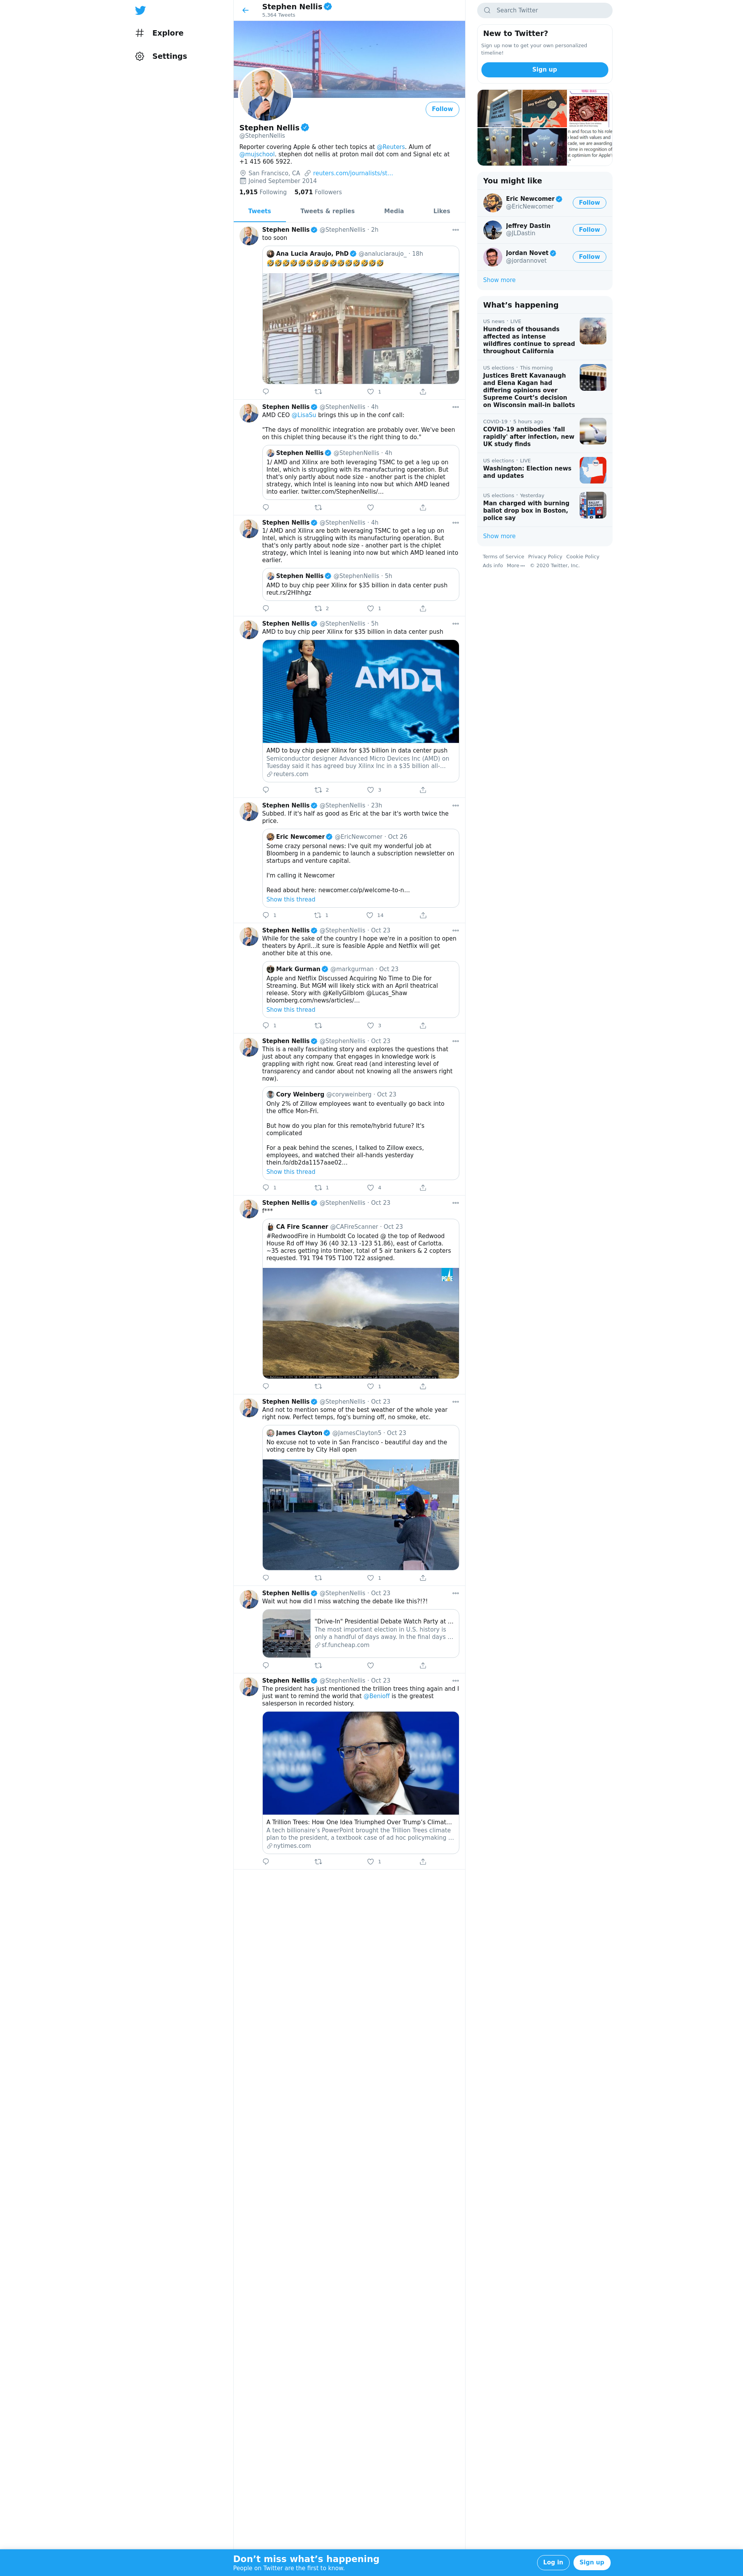 Explore
Settings
Stephen Nellis
5,364 Tweets
Follow
Stephen Nellis
@StephenNellis
Reporter covering Apple & other tech topics at @Reuters. Alum of
@mujschool. stephen dot nellis at proton mail dot com and Signal etc at
+1 415 606 5922.
San Francisco, CA reuters.com/journalists/st…
Joined September 2014
1,915 Following 5,071 Followers
Tweets Tweets & replies Media Likes
Stephen Nellis @StephenNellis · 2h
too soon
Ana Lucia Araujo, PhD @analuciaraujo_ · 18h
🤣🤣🤣🤣🤣🤣🤣🤣🤣🤣🤣🤣🤣🤣🤣
1
Stephen Nellis @StephenNellis · 4h
AMD CEO @LisaSu brings this up in the conf call:
"The days of monolithic integration are probably over. We've been
on this chiplet thing because it's the right thing to do."
Stephen Nellis @StephenNellis · 4h
1/ AMD and Xilinx are both leveraging TSMC to get a leg up on
Intel, which is struggling with its manufacturing operation. But
that's only partly about node size - another part is the chiplet
strategy, which Intel is leaning into now but which AMD leaned
into earlier. twitter.com/StephenNellis/…
Stephen Nellis @StephenNellis · 4h
1/ AMD and Xilinx are both leveraging TSMC to get a leg up on
Intel, which is struggling with its manufacturing operation. But
that's only partly about node size - another part is the chiplet
strategy, which Intel is leaning into now but which AMD leaned into
earlier.
Stephen Nellis @StephenNellis · 5h
AMD to buy chip peer Xilinx for $35 billion in data center push
reut.rs/2HIhhgz
2 1
Stephen Nellis @StephenNellis · 5h
AMD to buy chip peer Xilinx for $35 billion in data center push
AMD
AMD to buy chip peer Xilinx for $35 billion in data center push
Semiconductor designer Advanced Micro Devices Inc (AMD) on
Tuesday said it has agreed buy Xilinx Inc in a $35 billion all-…
reuters.com
2 3
Stephen Nellis @StephenNellis · 23h
Subbed. If it's half as good as Eric at the bar it's worth twice the
price.
Eric Newcomer @EricNewcomer · Oct 26
Some crazy personal news: I've quit my wonderful job at
Bloomberg in a pandemic to launch a subscription newsletter on
startups and venture capital.
I'm calling it Newcomer
Read about here: newcomer.co/p/welcome-to-n…
Show this thread
1 1 14
Stephen Nellis @StephenNellis · Oct 23
While for the sake of the country I hope we're in a position to open
theaters by April…it sure is feasible Apple and Netflix will get
another bite at this one.
Mark Gurman @markgurman · Oct 23
Apple and Netflix Discussed Acquiring No Time to Die for
Streaming. But MGM will likely stick with an April theatrical
release. Story with @KellyGilblom @Lucas_Shaw
bloomberg.com/news/articles/…
Show this thread
1 3
Stephen Nellis @StephenNellis · Oct 23
This is a really fascinating story and explores the questions that
just about any company that engages in knowledge work is
grappling with right now. Great read (and interesting level of
transparency and candor about not knowing all the answers right
now).
Cory Weinberg @coryweinberg · Oct 23
Only 2% of Zillow employees want to eventually go back into
the office Mon-Fri.
But how do you plan for this remote/hybrid future? It's
complicated
For a peak behind the scenes, I talked to Zillow execs,
employees, and watched their all-hands yesterday
thein.fo/db2da1157aae02…
Show this thread
1 1 4
Stephen Nellis @StephenNellis · Oct 23
f***
CA Fire Scanner @CAFireScanner · Oct 23
#RedwoodFire in Humboldt Co located @ the top of Redwood
House Rd off Hwy 36 (40 32.13 -123 51.86), east of Carlotta.
~35 acres getting into timber, total of 5 air tankers & 2 copters
requested. T91 T94 T95 T100 T22 assigned.
PG&E
1
Stephen Nellis @StephenNellis · Oct 23
And not to mention some of the best weather of the whole year
right now. Perfect temps, fog's burning off, no smoke, etc.
James Clayton @JamesClayton5 · Oct 23
No excuse not to vote in San Francisco - beautiful day and the
voting centre by City Hall open
1
Stephen Nellis @StephenNellis · Oct 23
Wait wut how did I miss watching the debate like this?!?!
"Drive-In" Presidential Debate Watch Party at …
The most important election in U.S. history is
only a handful of days away. In the final days …
sf.funcheap.com
Stephen Nellis @StephenNellis · Oct 23
The president has just mentioned the trillion trees thing again and I
just want to remind the world that @Benioff is the greatest
salesperson in recorded history.
A Trillion Trees: How One Idea Triumphed Over Trump's Climat…
A tech billionaire's PowerPoint brought the Trillion Trees climate
plan to the president, a textbook case of ad hoc policymaking …
nytimes.com
1
Search Twitter
New to Twitter?
Sign up now to get your own personalized
timeline!
Sign up
n and focus to his role
lead with values and
cade, we are awarding
time in recognition of
optimism for Apple's
You might like
Eric Newcomer
@EricNewcomer
Follow
Jeffrey Dastin
@JLDastin
Follow
Jordan Novet
@jordannovet
Follow
Show more
What's happening
US news · LIVE
Hundreds of thousands
affected as intense
wildfires continue to spread
throughout California
US elections · This morning
Justices Brett Kavanaugh
and Elena Kagan had
differing opinions over
Supreme Court's decision
on Wisconsin mail-in ballots
COVID-19 · 5 hours ago
COVID-19 antibodies 'fall
rapidly' after infection, new
UK study finds
US elections · LIVE
Washington: Election news
and updates
US elections · Yesterday
Man charged with burning
ballot drop box in Boston,
police say
Show more
Terms of Service Privacy Policy Cookie Policy
Ads info More © 2020 Twitter, Inc.
Don't miss what's happening
People on Twitter are the first to know.
Log in Sign up